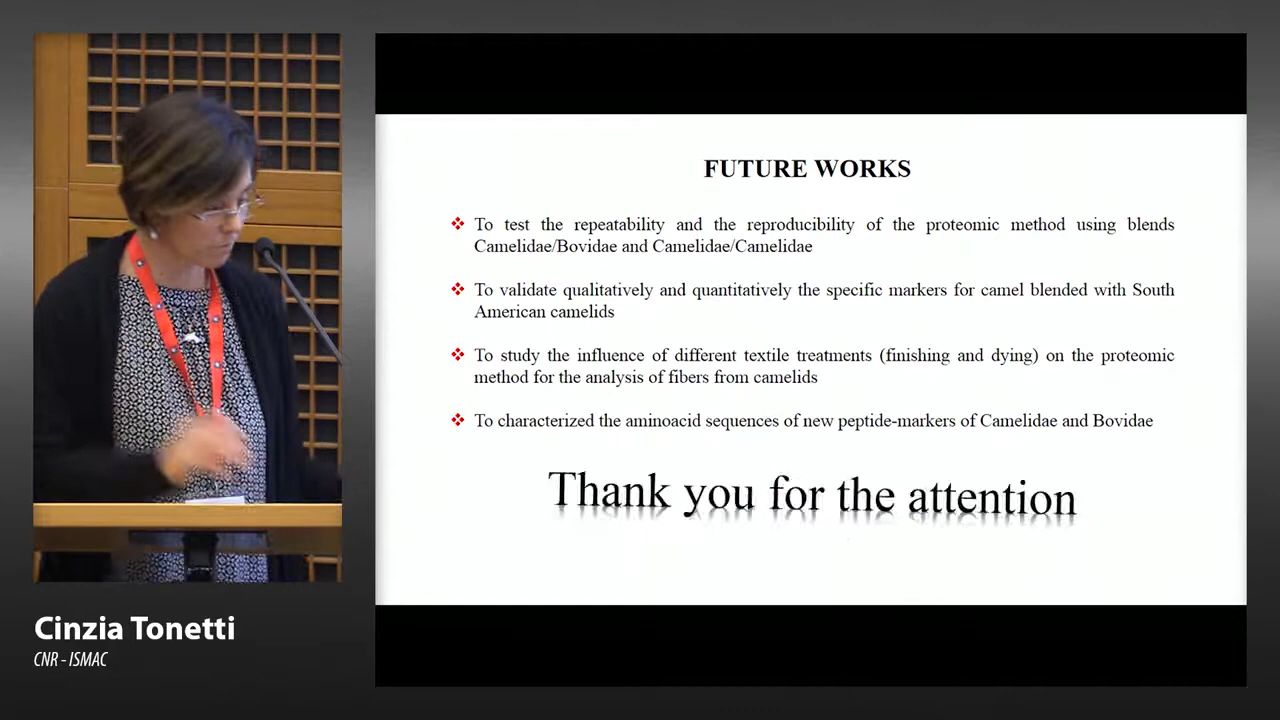 FUTURE WORKS
To test the repeatability and the reproducibility of the proteomic method using blends
Camelidae/Bovidae and Camelidae/Camelidae
To validate qualitatively and quantitatively the specific markers for camel blended with South
American camelids
To study the influence of different textile treatments (finishing and dying) on the proteomic
method for the analysis of fibers from camelids
To characterized the aminoacid sequences of new peptide-markers of Camelidae and Bovidae
Thank you for the attention
Cinzia Tonetti
CNR - ISMAC